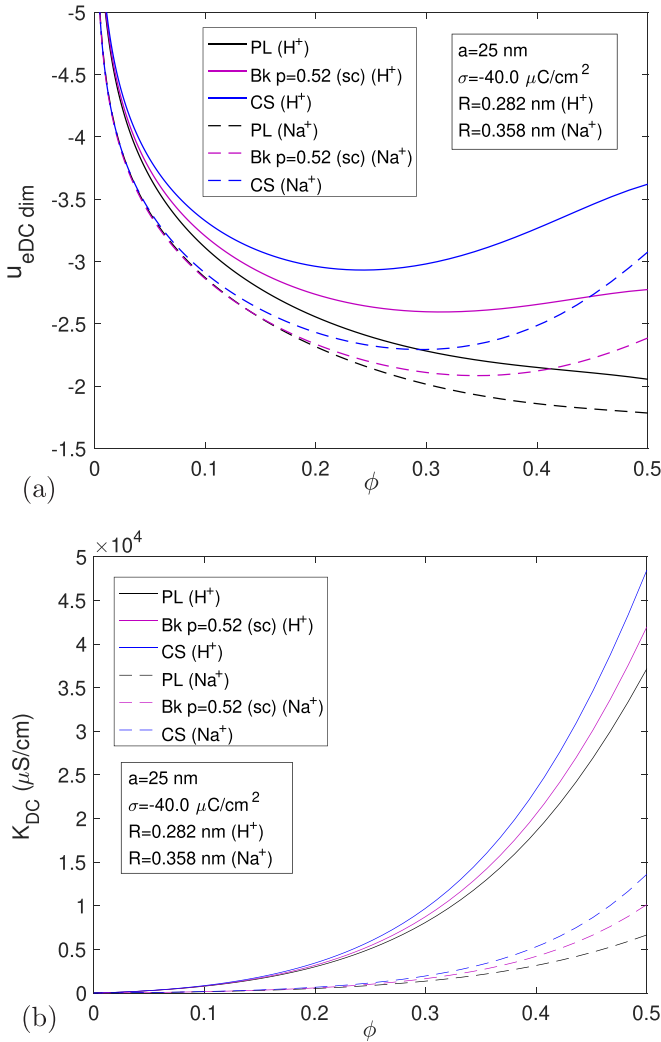 -5
-4.5
-4
-3.5
-3
-2.5
-2
-1.5
u_eDC dim
PL (H⁺)
Bk p=0.52 (sc) (H⁺)
CS (H⁺)
PL (Na⁺)
Bk p=0.52 (sc) (Na⁺)
CS (Na⁺)
a=25 nm
σ=-40.0 μC/cm²
R=0.282 nm (H⁺)
R=0.358 nm (Na⁺)
0 0.1 0.2 0.3 0.4 0.5
(a)
ϕ
×10⁴
5
4.5
4
3.5
3
2.5
2
1.5
1
0.5
0
K_DC (μS/cm)
PL (H⁺)
Bk p=0.52 (sc) (H⁺)
CS (H⁺)
PL (Na⁺)
Bk p=0.52 (sc) (Na⁺)
CS (Na⁺)
a=25 nm
σ=-40.0 μC/cm²
R=0.282 nm (H⁺)
R=0.358 nm (Na⁺)
0 0.1 0.2 0.3 0.4 0.5
(b)
ϕ